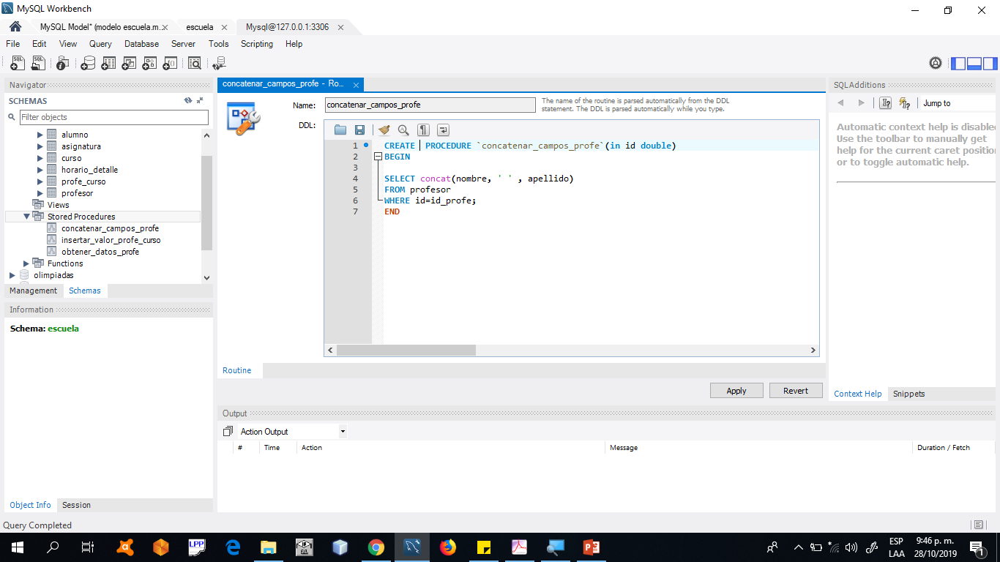 MySQL Workbench
MySQL Model* (modelo escuela.m...
escuela
Mysql@127.0.0.1:3306
File Edit View Query Database Server Tools Scripting Help
Navigator
SCHEMAS
Filter objects
alumno
asignatura
curso
horario_detalle
profe_curso
profesor
Views
Stored Procedures
concatenar_campos_profe
insertar_valor_profe_curso
obtener_datos_profe
Functions
olimpiadas
Management Schemas
Information
Schema: escuela
Object Info Session
concatenar_campos_profe - Ro...
Name: concatenar_campos_profe
The name of the routine is parsed automatically from the DDL
statement. The DDL is parsed automatically while you type.
DDL:
1 CREATE PROCEDURE `concatenar_campos_profe`(in id double)
2 BEGIN
3
4 SELECT concat(nombre, ' ' , apellido)
5 FROM profesor
6 WHERE id=id_profe;
7 END
Routine
Apply Revert
SQLAdditions
Jump to
Automatic context help is disable
Use the toolbar to manually get
help for the current caret position
or to toggle automatic help.
Context Help Snippets
Output
Action Output
# Time Action Message Duration / Fetch
Query Completed
LPP
ESP
LAA
9:46 p. m.
28/10/2019
1